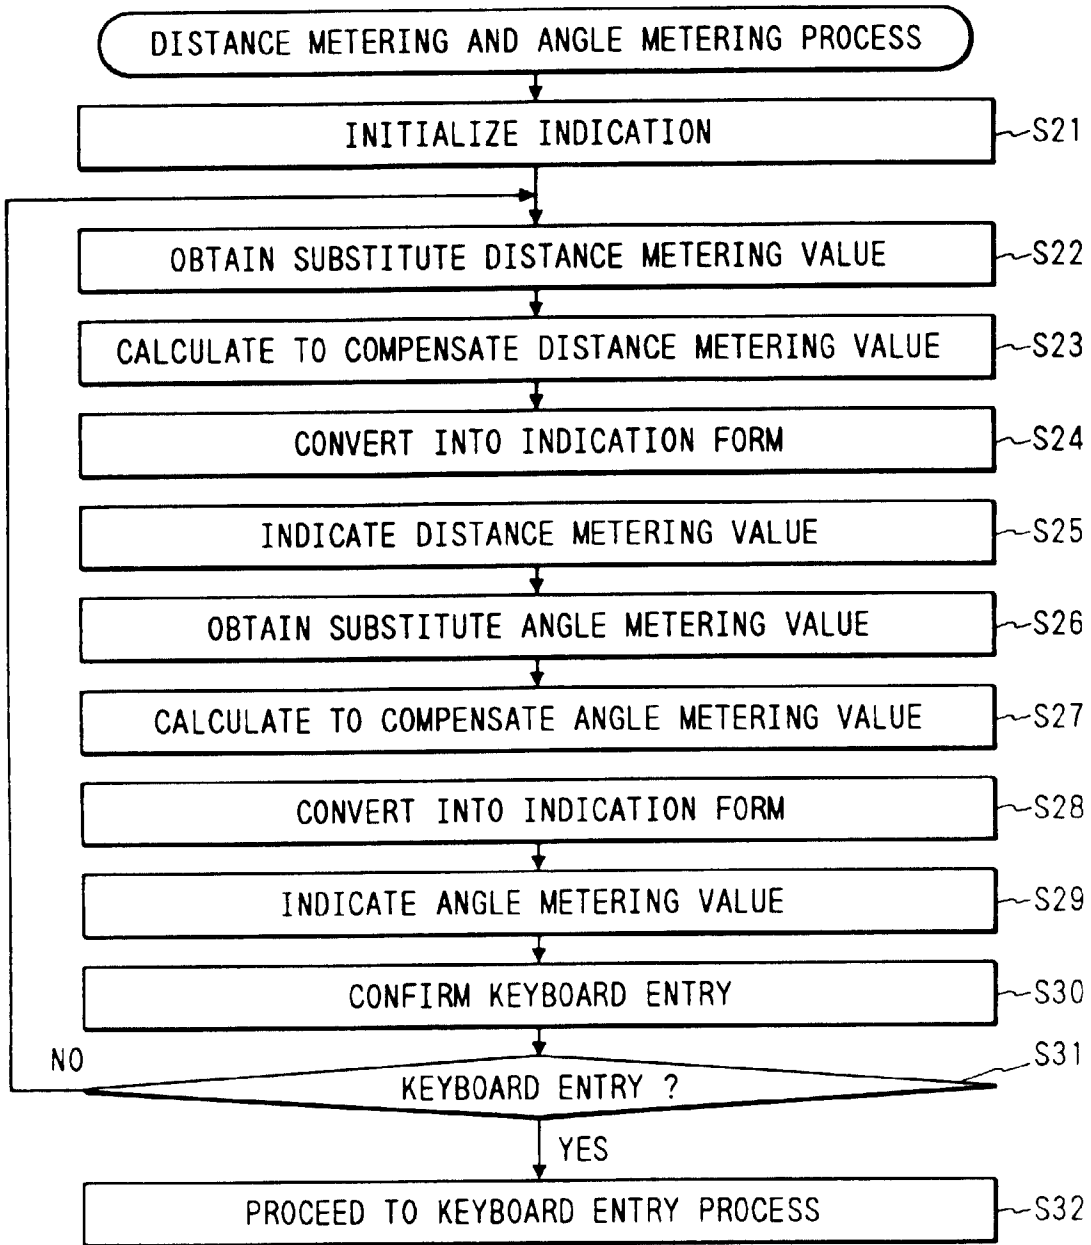 DISTANCE METERING AND ANGLE METERING PROCESS
INITIALIZE INDICATION
S21
OBTAIN SUBSTITUTE DISTANCE METERING VALUE
S22
CALCULATE TO COMPENSATE DISTANCE METERING VALUE
S23
CONVERT INTO INDICATION FORM
S24
INDICATE DISTANCE METERING VALUE
S25
OBTAIN SUBSTITUTE ANGLE METERING VALUE
S26
CALCULATE TO COMPENSATE ANGLE METERING VALUE
S27
CONVERT INTO INDICATION FORM
S28
INDICATE ANGLE METERING VALUE
S29
CONFIRM KEYBOARD ENTRY
S30
NO
KEYBOARD ENTRY ?
S31
YES
PROCEED TO KEYBOARD ENTRY PROCESS
S32